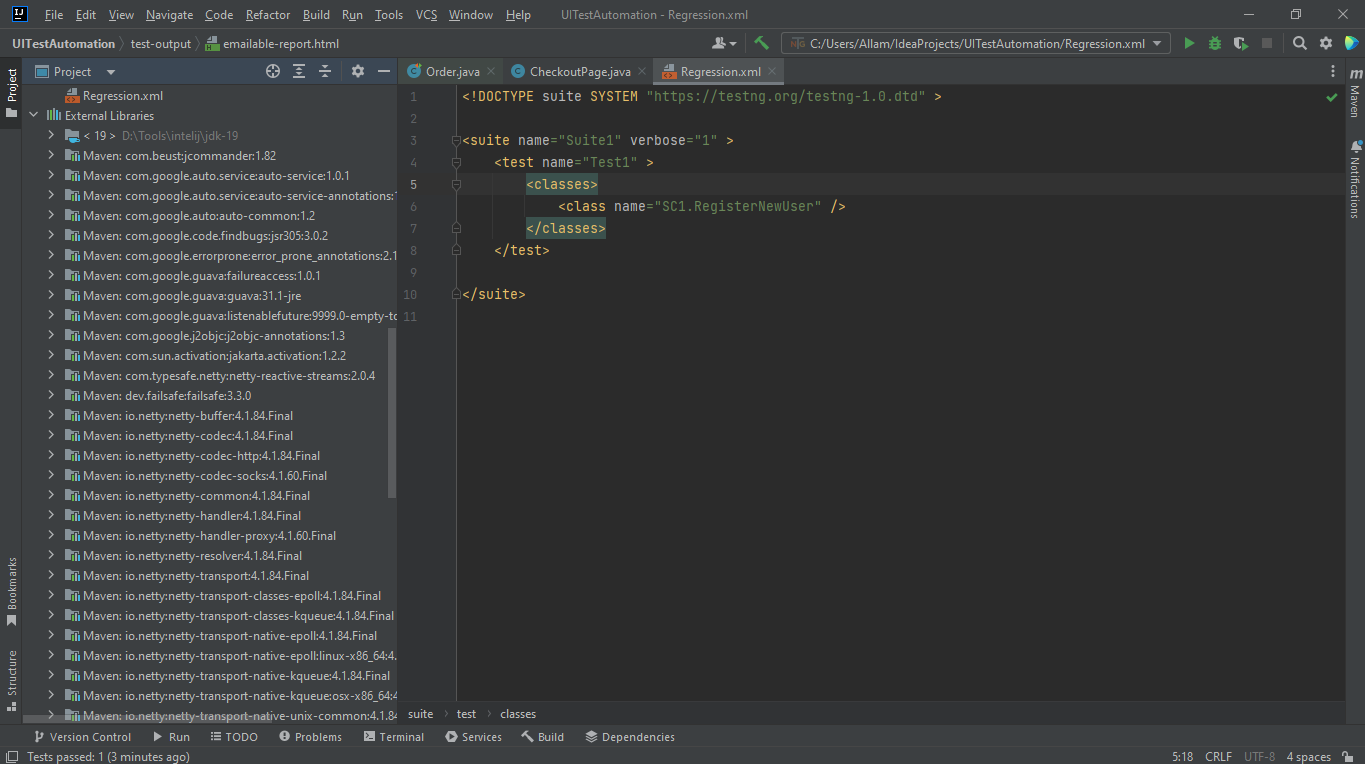 File Edit View Navigate Code Refactor Build Run Tools VCS Window Help UITestAutomation - Regression.xml
UITestAutomation test-output emailable-report.html
C:/Users/Allam/IdeaProjects/UITestAutomation/Regression.xml
Project
Order.java CheckoutPage.java Regression.xml
Project
Regression.xml
External Libraries
< 19 > D:\Tools\intelij\jdk-19
Maven: com.beust:jcommander:1.82
Maven: com.google.auto.service:auto-service:1.0.1
Maven: com.google.auto.service:auto-service-annotations:1
Maven: com.google.auto:auto-common:1.2
Maven: com.google.code.findbugs:jsr305:3.0.2
Maven: com.google.errorprone:error_prone_annotations:2.1
Maven: com.google.guava:failureaccess:1.0.1
Maven: com.google.guava:guava:31.1-jre
Maven: com.google.guava:listenablefuture:9999.0-empty-to
Maven: com.google.j2objc:j2objc-annotations:1.3
Maven: com.sun.activation:jakarta.activation:1.2.2
Maven: com.typesafe.netty:netty-reactive-streams:2.0.4
Maven: dev.failsafe:failsafe:3.3.0
Maven: io.netty:netty-buffer:4.1.84.Final
Maven: io.netty:netty-codec:4.1.84.Final
Maven: io.netty:netty-codec-http:4.1.84.Final
Maven: io.netty:netty-codec-socks:4.1.60.Final
Maven: io.netty:netty-common:4.1.84.Final
Maven: io.netty:netty-handler:4.1.84.Final
Maven: io.netty:netty-handler-proxy:4.1.60.Final
Maven: io.netty:netty-resolver:4.1.84.Final
Maven: io.netty:netty-transport:4.1.84.Final
Maven: io.netty:netty-transport-classes-epoll:4.1.84.Final
Maven: io.netty:netty-transport-classes-kqueue:4.1.84.Final
Maven: io.netty:netty-transport-native-epoll:4.1.84.Final
Maven: io.netty:netty-transport-native-epoll:linux-x86_64:4.
Maven: io.netty:netty-transport-native-kqueue:4.1.84.Final
Maven: io.netty:netty-transport-native-kqueue:osx-x86_64:4
Maven: io.netty:netty-transport-native-unix-common:4.1.84
Bookmarks
Structure
1 <!DOCTYPE suite SYSTEM "https://testng.org/testng-1.0.dtd" >
2
3 <suite name="Suite1" verbose="1" >
4 <test name="Test1" >
5 <classes>
6 <class name="SC1.RegisterNewUser" />
7 </classes>
8 </test>
9
10 </suite>
11
m
Maven
Notifications
suite test classes
Version Control Run TODO Problems Terminal Services Build Dependencies
Tests passed: 1 (3 minutes ago) 5:18 CRLF UTF-8 4 spaces